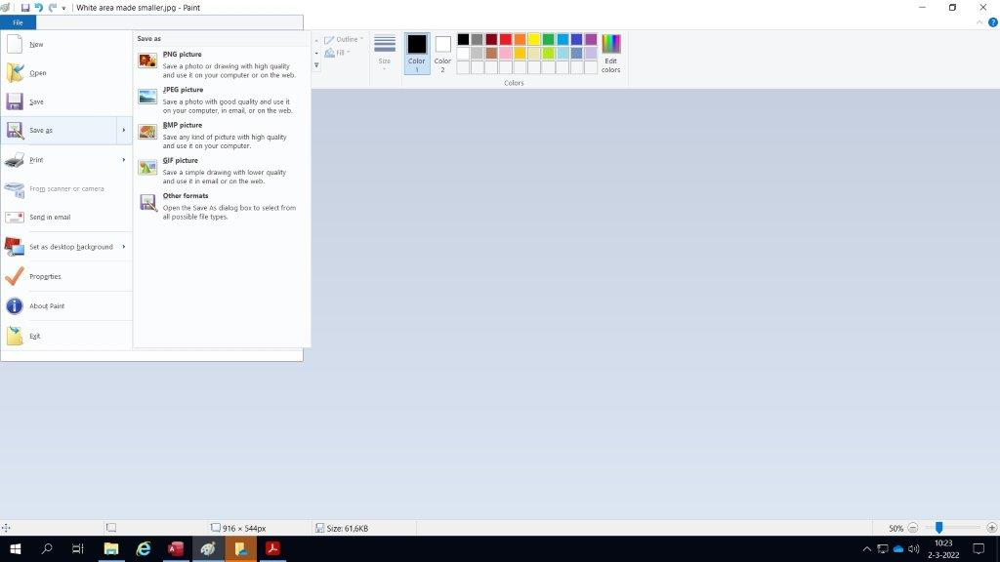 White area made smaller.jpg - Paint
File
New
Open
Save
Save as
Print
From scanner or camera
Send in email
Set as desktop background
Properties
About Paint
Exit
Save as
PNG picture
Save a photo or drawing with high quality
and use it on your computer or on the web.
JPEG picture
Save a photo with good quality and use it
on your computer, in email, or on the web.
BMP picture
Save any kind of picture with high quality
and use it on your computer.
GIF picture
Save a simple drawing with lower quality
and use it in email or on the web.
Other formats
Open the Save As dialog box to select from
all possible file types.
Outline
Fill
Size
Color
1
Color
2
Edit
colors
Colors
916 × 544px
Size: 61,6KB
50%
10:23
2-3-2022